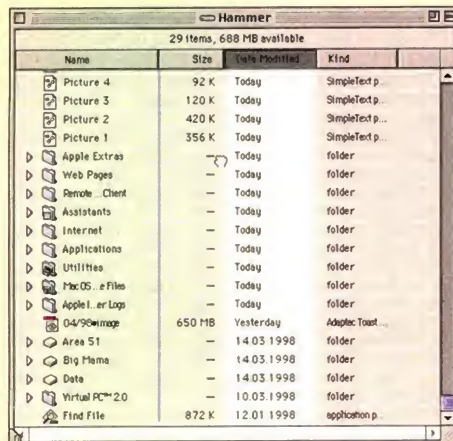 Hammer
29 items, 688 MB available
Name Size Date Modified Kind
Picture 4 92 K Today SimpleText p...
Picture 3 120 K Today SimpleText p...
Picture 2 420 K Today SimpleText p...
Picture 1 356 K Today SimpleText p...
Apple Extras – Today folder
Web Pages – Today folder
Remote ...Client – Today folder
Assistants – Today folder
Internet – Today folder
Applications – Today folder
Utilities – Today folder
Mac OS...e Files – Today folder
Apple I...er Logs – Today folder
04/98•image 650 MB Yesterday Adaptec Toast...
Area 51 – 14.03.1998 folder
Big Mama – 14.03.1998 folder
Data – 14.03.1998 folder
Virtual PC™ 2.0 – 10.03.1998 folder
Find File 872 K 12.01.1998 application p...